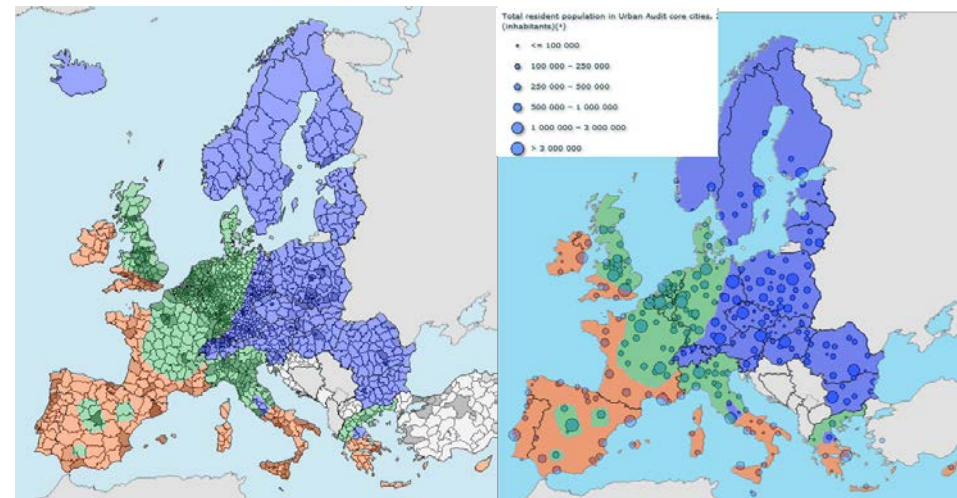 Total resident population in Urban Audit core cities,
(inhabitants)(*)
<= 100 000
100 000 – 250 000
250 000 – 500 000
500 000 – 1 000 000
1 000 000 – 3 000 000
> 3 000 000